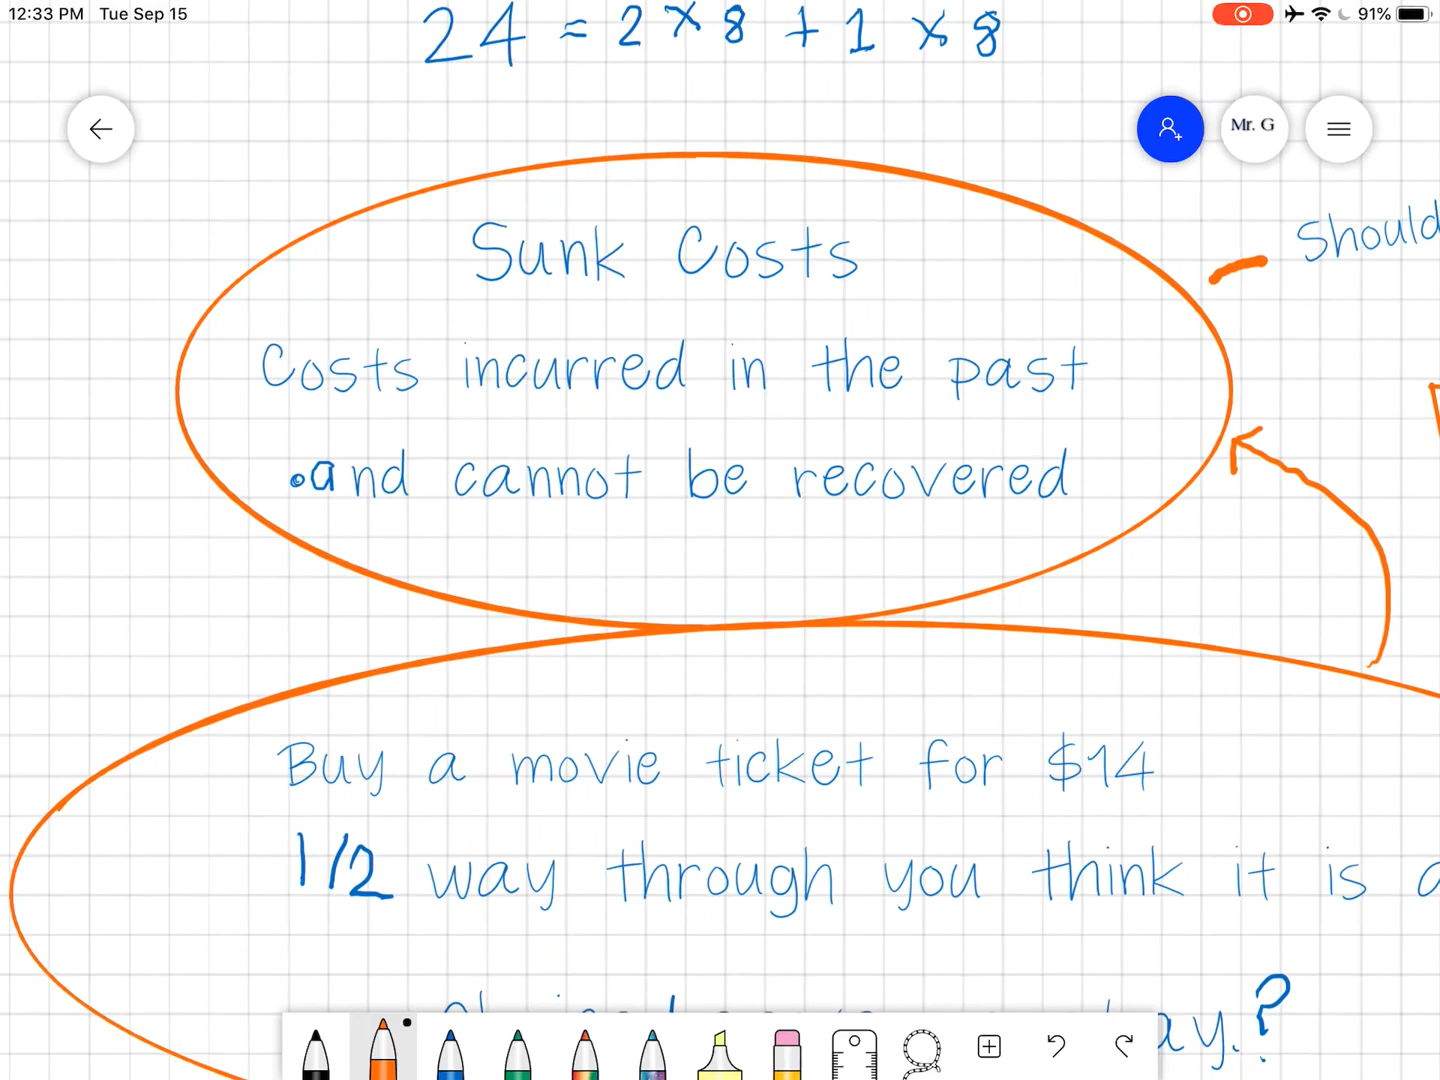 12:33 PM Tue Sep 15
91%
24 = 2 × 8 + 1 × 8
Mr. G
Sunk Costs
should
Costs incurred in the past
and cannot be recovered
Buy a movie ticket for $14
1/2 way through you think it is
?